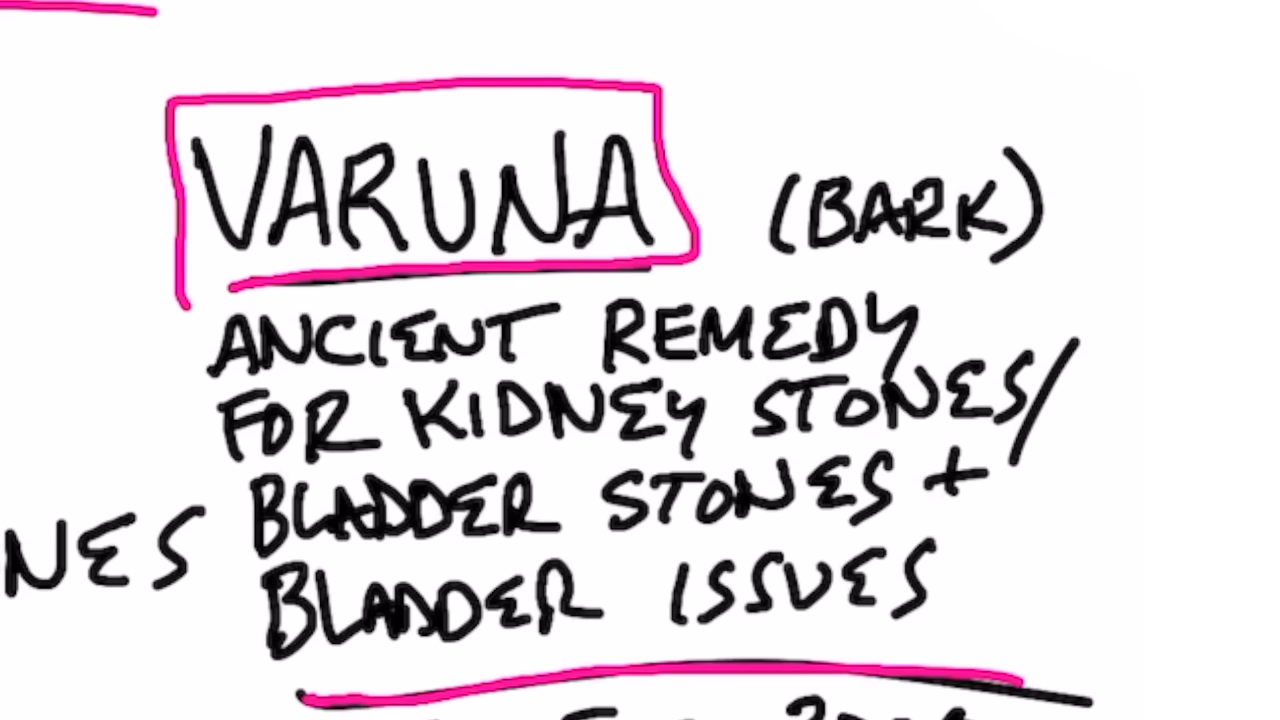 VARUNA (BARK)
ANCIENT REMEDY
FOR KIDNEY STONES/
BLADDER STONES +
NES
BLADDER ISSUES